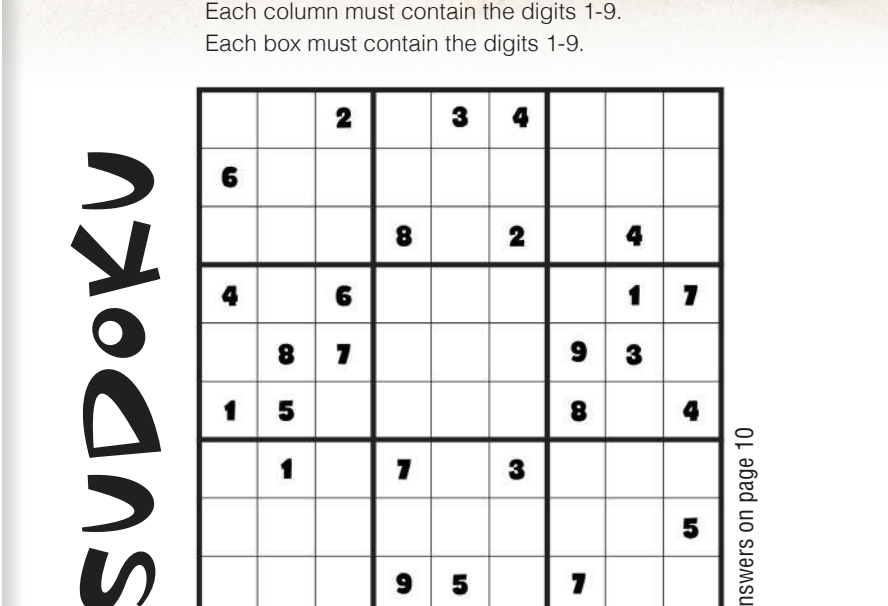 Each column must contain the digits 1-9.
Each box must contain the digits 1-9.
SUDOKU
2 3 4
6
8 2 4
4 6 1 7
8 7 9 3
1 5 8 4
1 7 3
5
9 5 7
on page 10